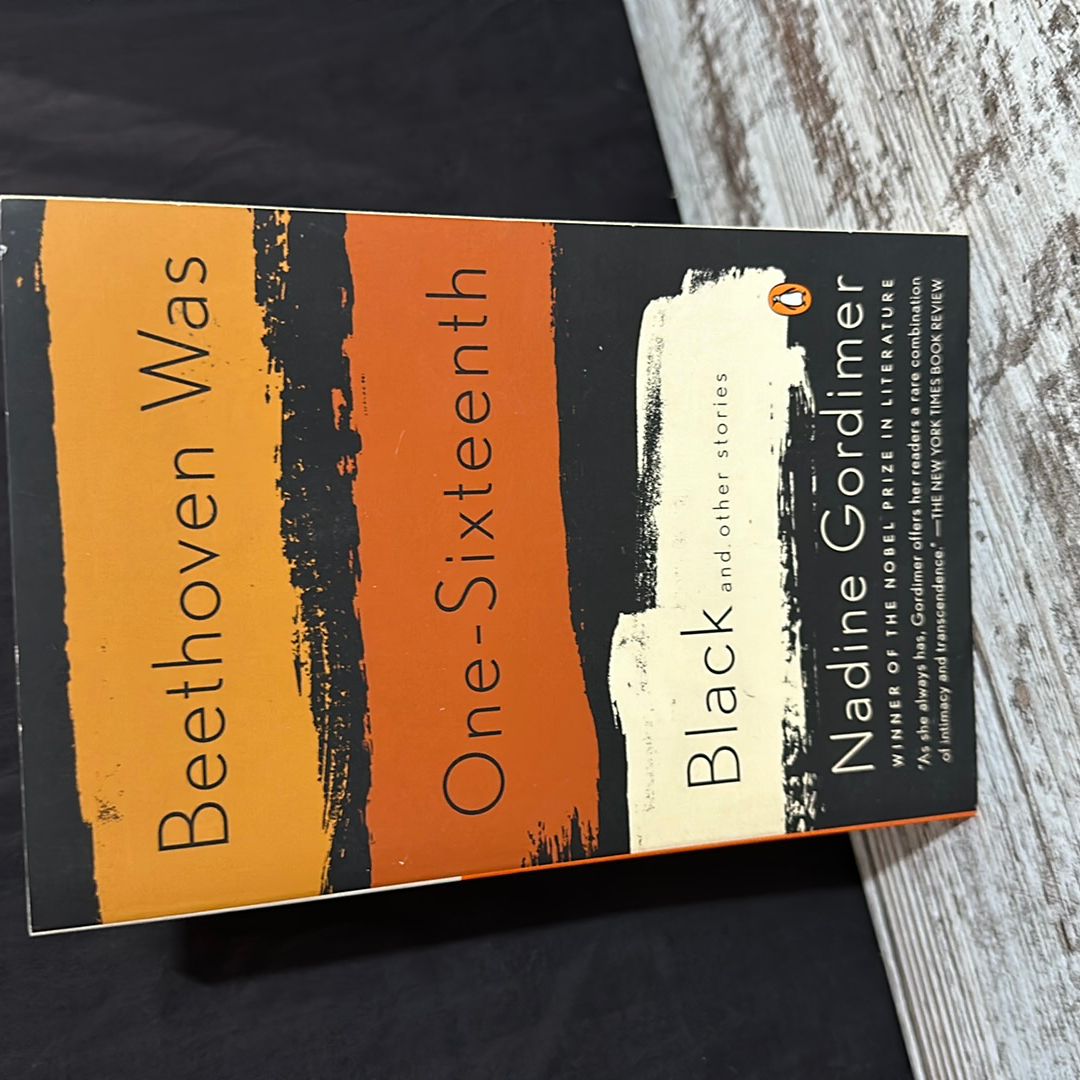 Beethoven Was
One-Sixteenth
Black and other stories
Nadine Gordimer
WINNER OF THE NOBEL PRIZE IN LITERATURE
"As she always has, Gordimer offers her readers a rare combination
of intimacy and transcendence." —THE NEW YORK TIMES BOOK REVIEW